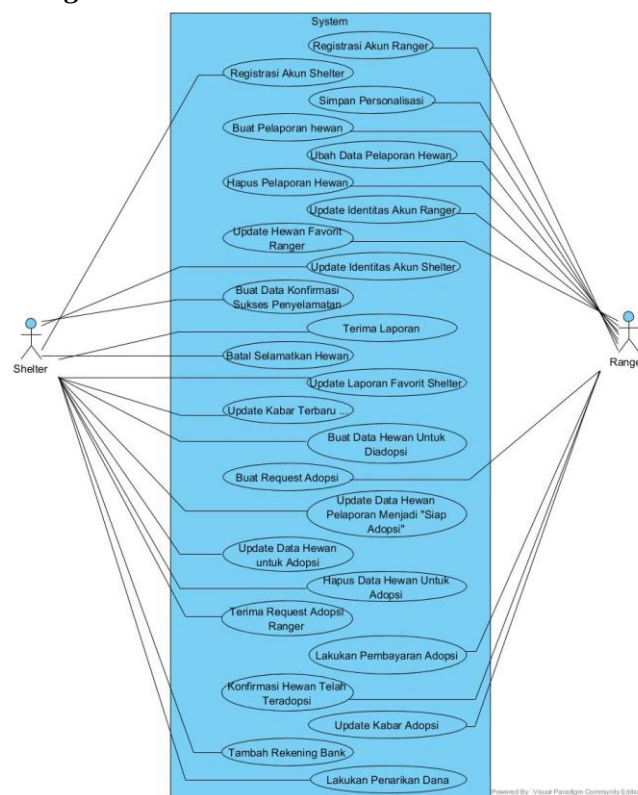 System
Registrasi Akun Ranger
Registrasi Akun Shelter
Simpan Personalisasi
Buat Pelaporan hewan
Ubah Data Pelaporan Hewan
Hapus Pelaporan Hewan
Update Identitas Akun Ranger
Update Hewan Favorit
Ranger
Update Identitas Akun Shelter
Buat Data Konfirmasi
Sukses Penyelamatan
Terima Laporan
Batal Selamatkan Hewan
Shelter
Range
Update Laporan Favorit Shelter
Update Kabar Terbaru ...
Buat Data Hewan Untuk
Diadopsi
Buat Request Adopsi
Update Data Hewan
Pelaporan Menjadi "Siap
Adopsi"
Update Data Hewan
untuk Adopsi
Hapus Data Hewan Untuk
Adopsi
Terima Request Adopsi
Ranger
Lakukan Pembayaran Adopsi
Konfirmasi Hewan Telah
Teradopsi
Update Kabar Adopsi
Tambah Rekening Bank
Lakukan Penarikan Dana
Powered By Visual Paradigm Community Editio